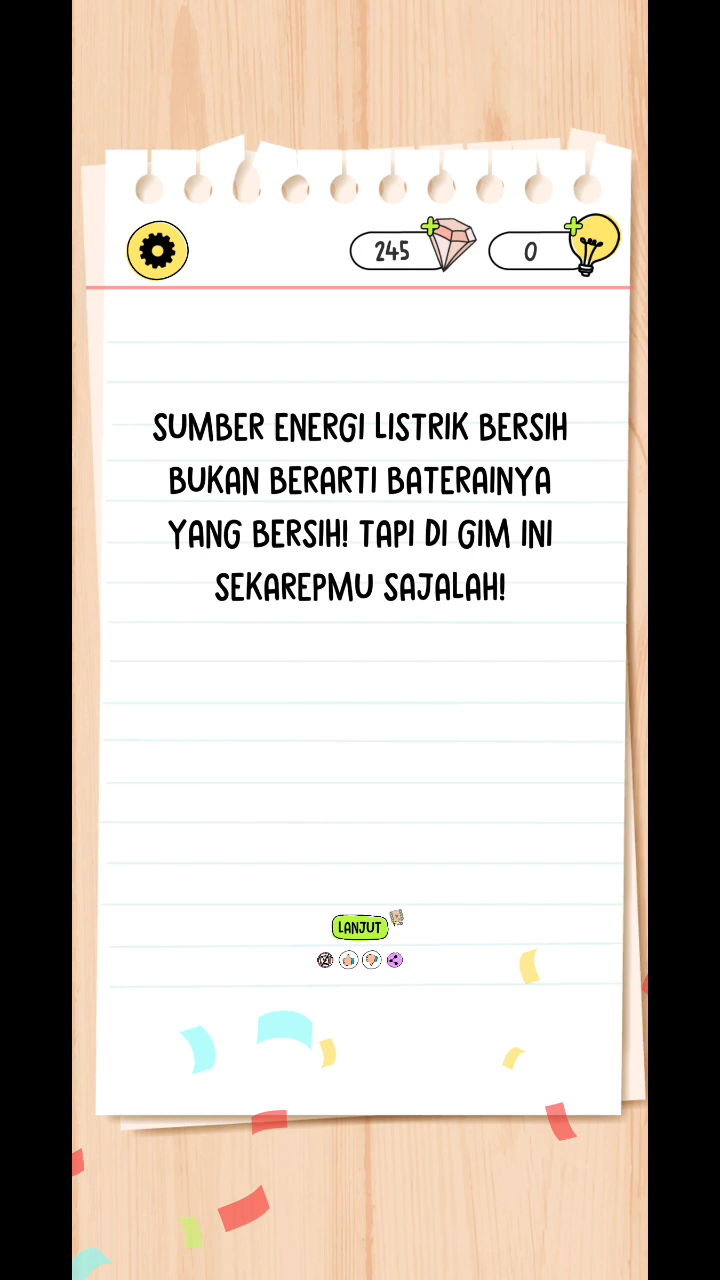 245
0
SUMBER ENERGI LISTRIK BERSIH
BUKAN BERARTI BATERAINYA
YANG BERSIH! TAPI DI GIM INI
SEKAREPMU SAJALAH!
LANJUT